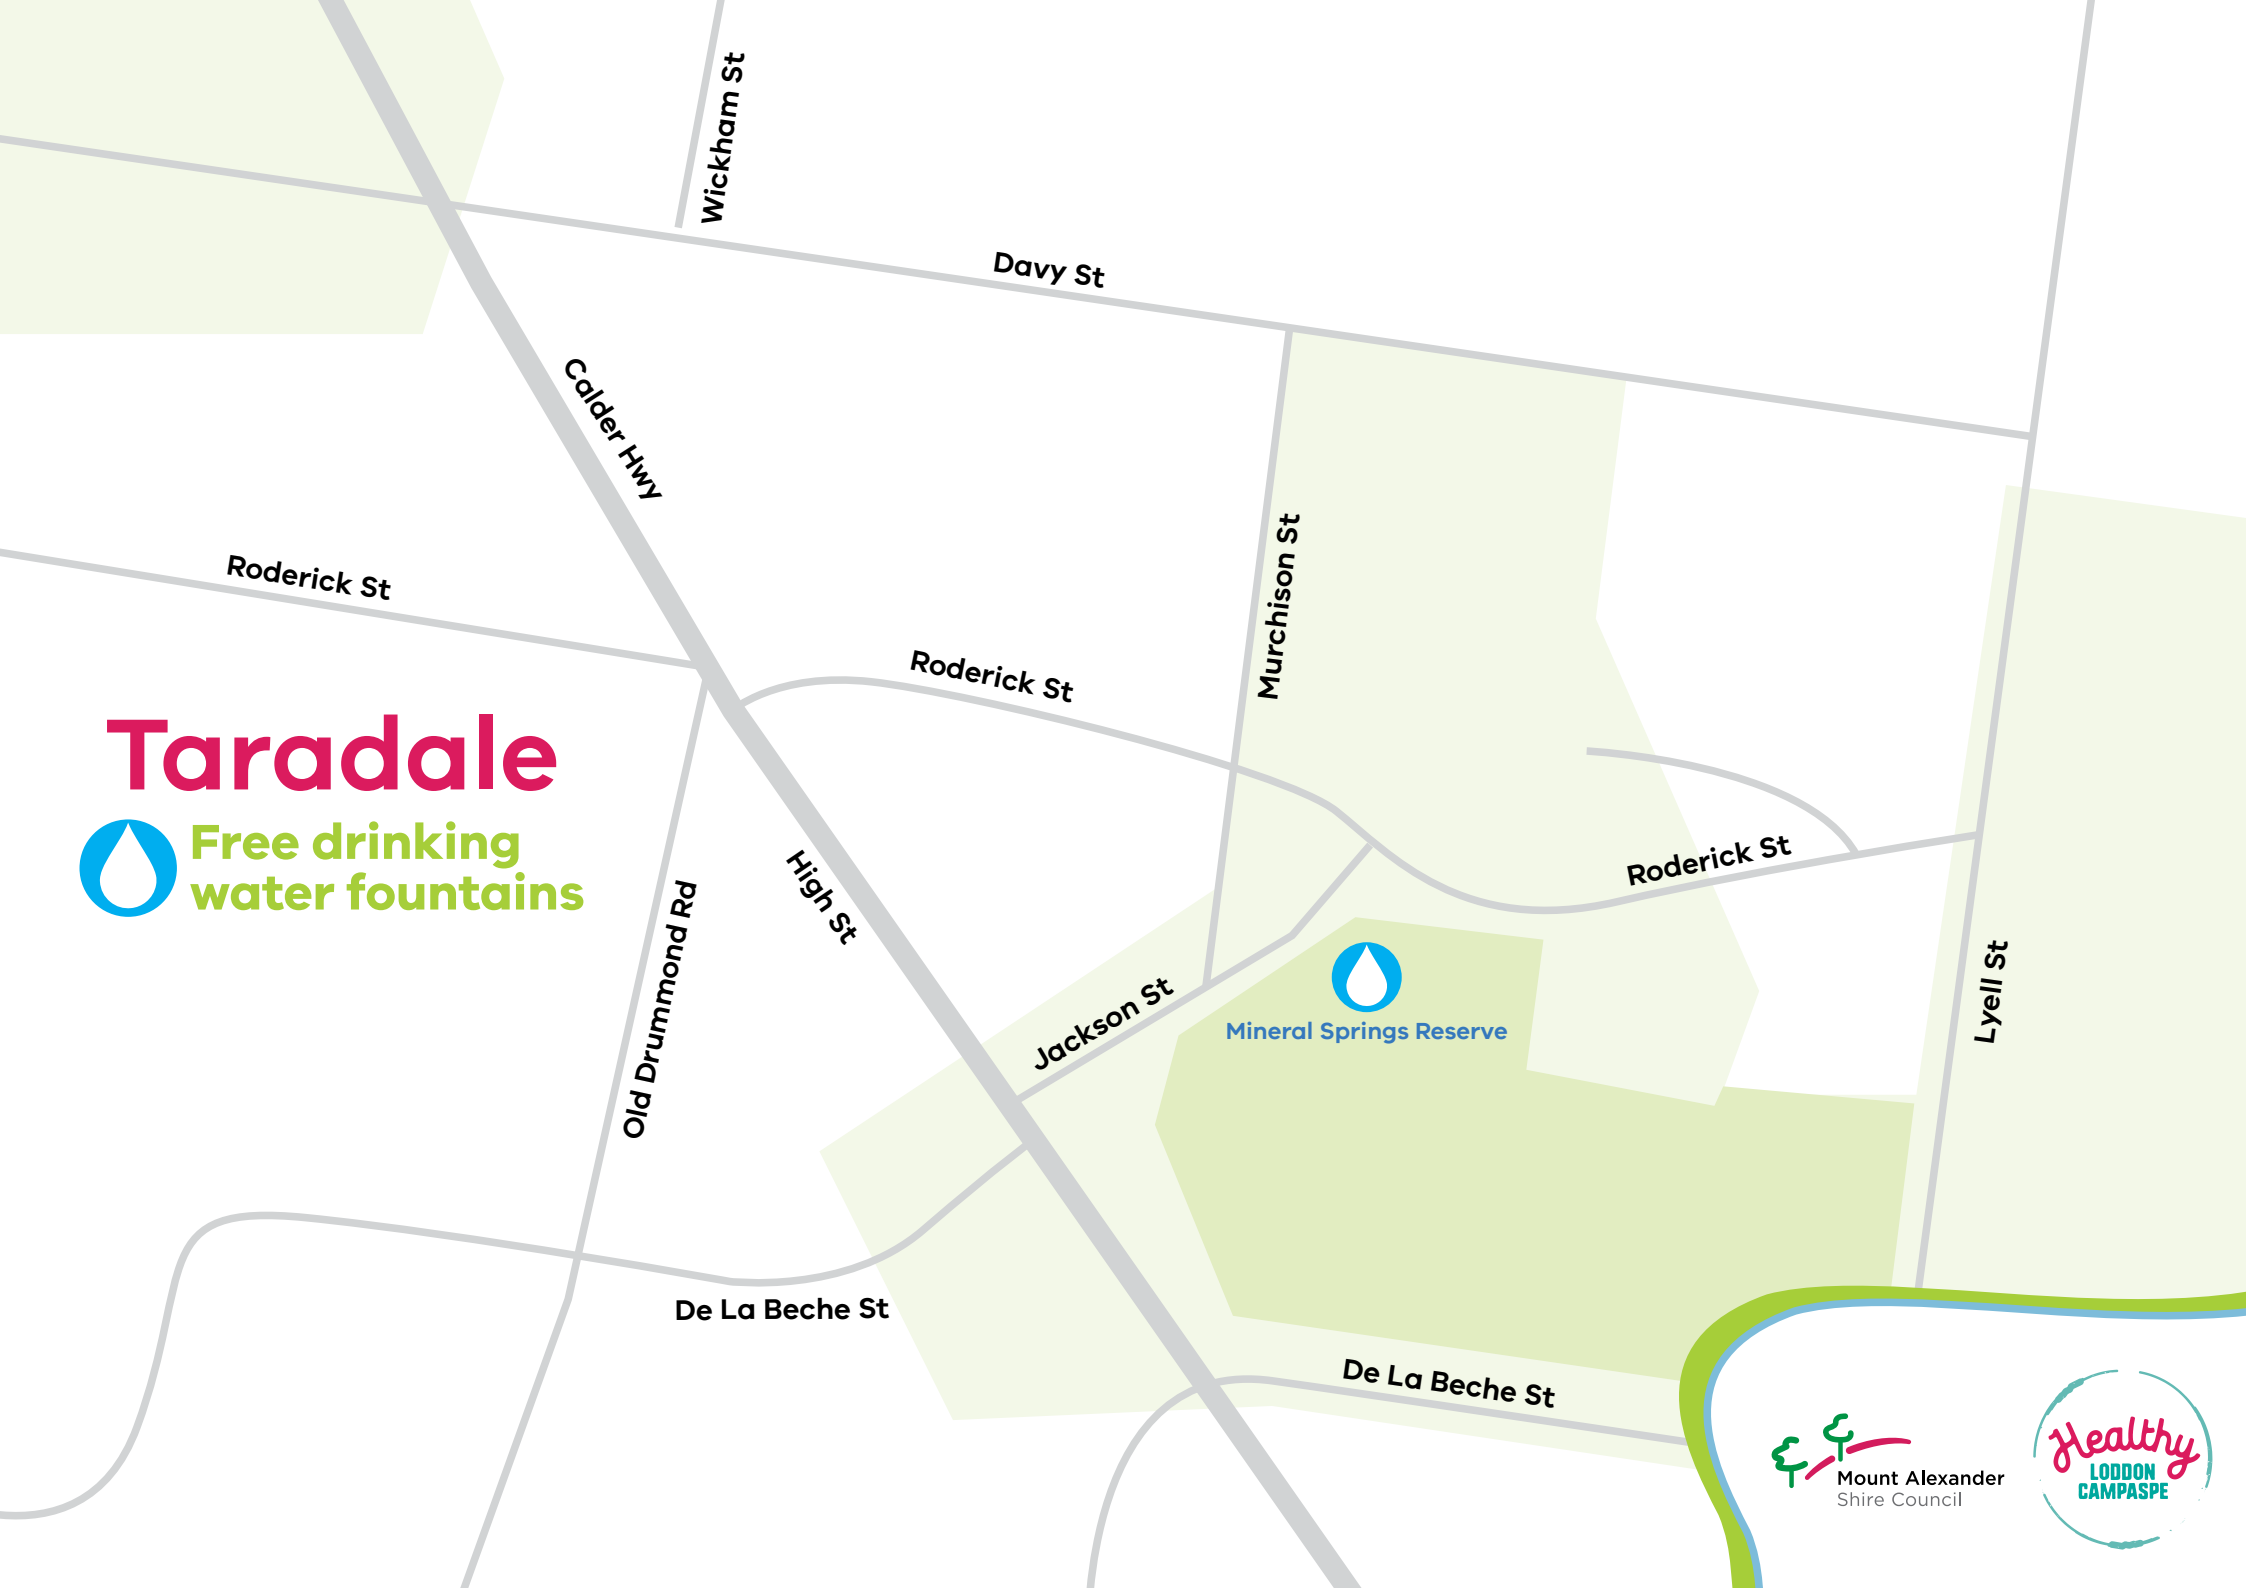 Wickham St
Davy St
Calder Hwy
Roderick St
Roderick St
Murchison St
Taradale
Free drinking
water fountains
High St
Old Drummond Rd
Roderick St
Lyell St
Jackson St
Mineral Springs Reserve
De La Beche St
De La Beche St
Mount Alexander
Shire Council
Healthy
LODDON
CAMPASPE